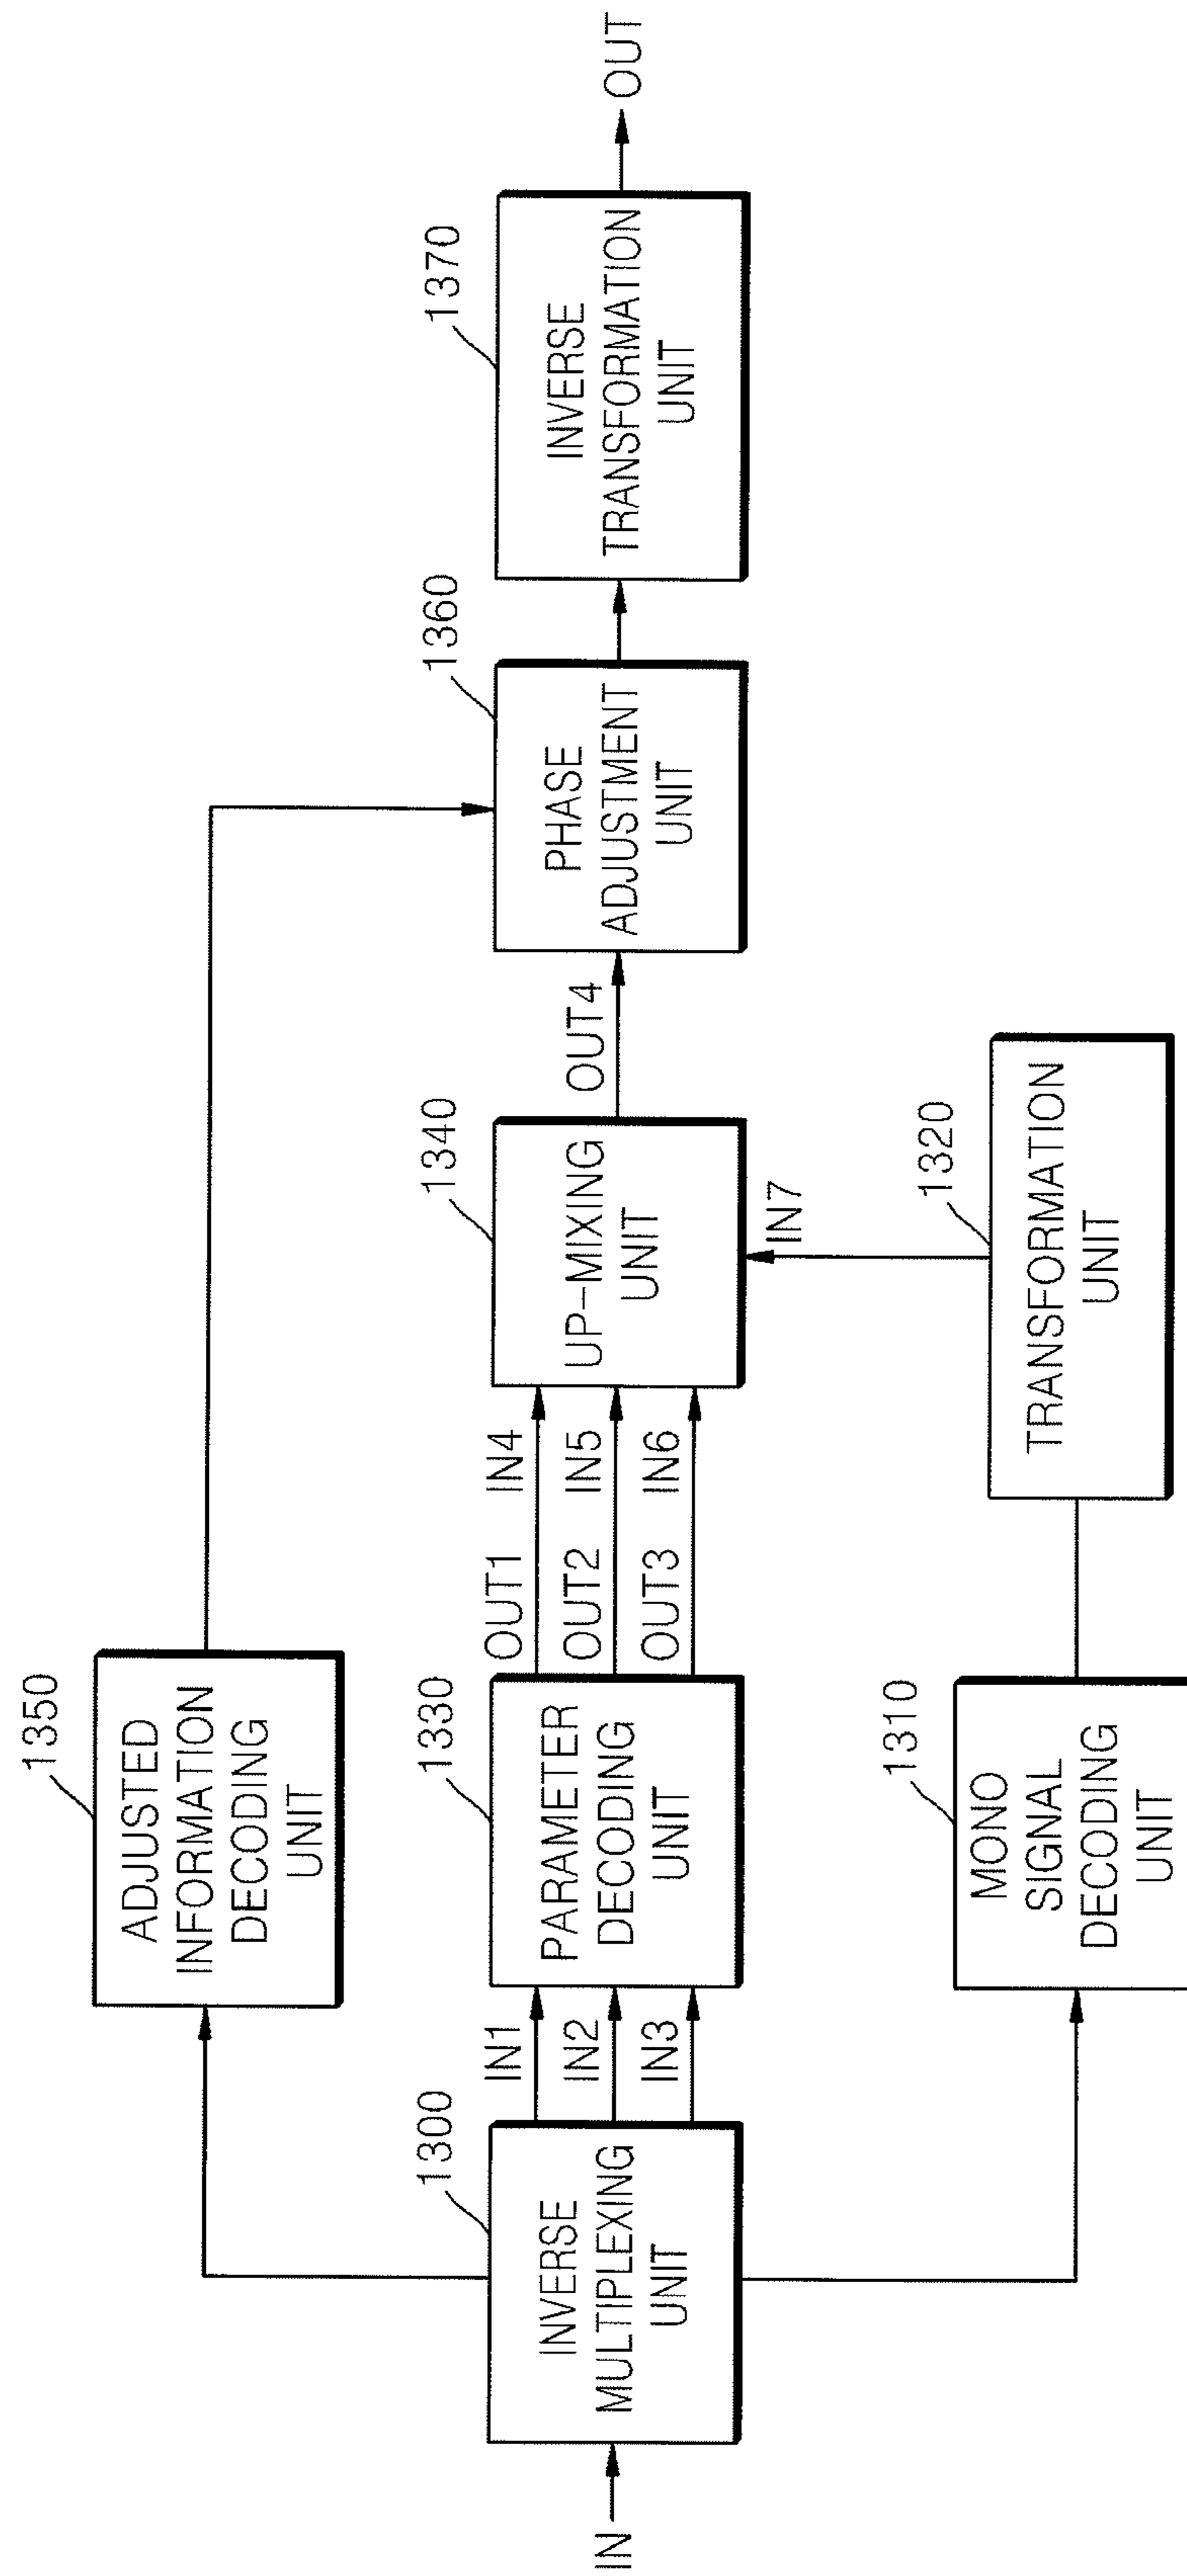 IN
1300
INVERSE
MULTIPLEXING
UNIT
1350
ADJUSTED
INFORMATION
DECODING
UNIT
IN1
IN2
IN3
1330
PARAMETER
DECODING
UNIT
1310
MONO
SIGNAL
DECODING
UNIT
OUT1 IN4
OUT2 IN5
OUT3 IN6
1340
UP-MIXING
UNIT
IN7
1320
TRANSFORMATION
UNIT
OUT4
1360
PHASE
ADJUSTMENT
UNIT
1370
INVERSE
TRANSFORMATION
UNIT
OUT